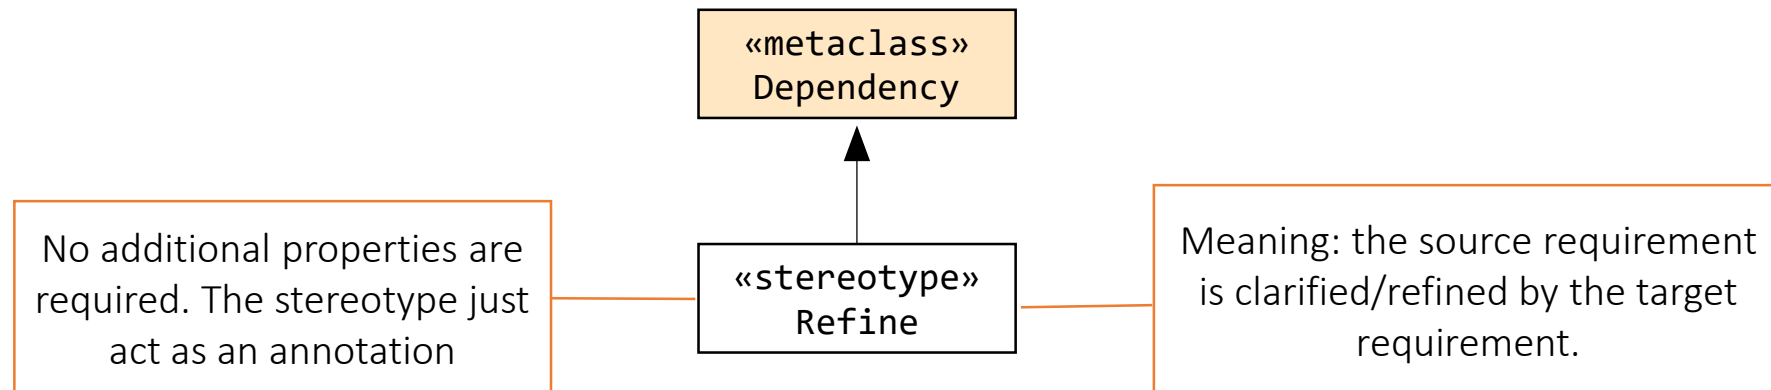 «metaclass»
Dependency
No additional properties are
required. The stereotype just
act as an annotation
«stereotype»
Refine
Meaning: the source requirement
is clarified/refined by the target
requirement.